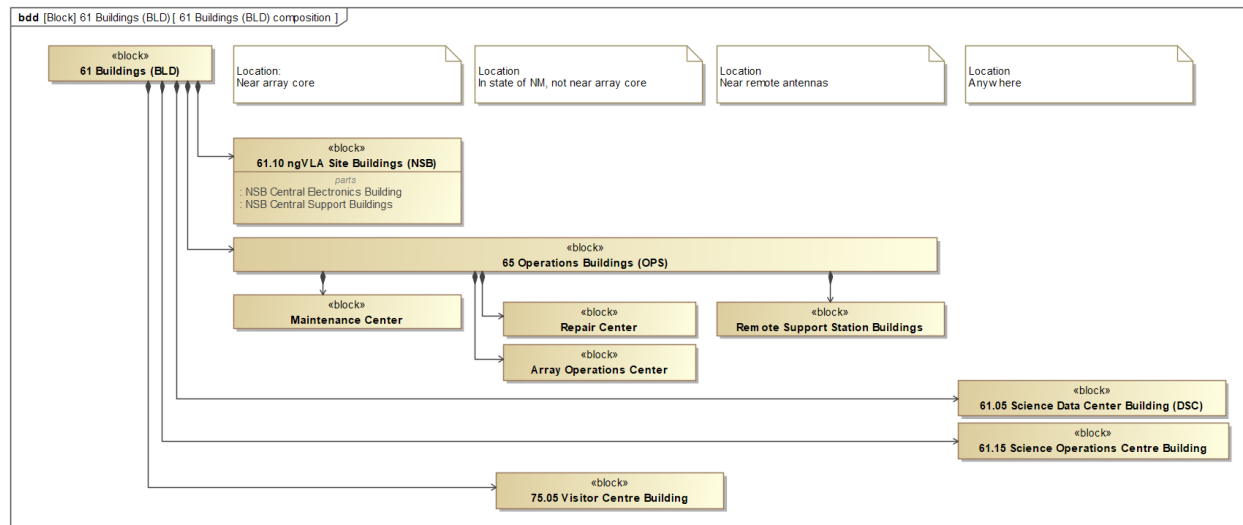 bdd [Block] 61 Buildings (BLD) [ 61 Buildings (BLD) composition ]
«block»
61 Buildings (BLD)
Location:
Near array core
Location
In state of NM, not near array core
Location
Near remote antennas
Location
Anywhere
«block»
61.10 ngVLA Site Buildings (NSB)
parts
: NSB Central Electronics Building
: NSB Central Support Buildings
«block»
65 Operations Buildings (OPS)
«block»
Maintenance Center
«block»
Repair Center
«block»
Remote Support Station Buildings
«block»
Array Operations Center
«block»
61.05 Science Data Center Building (DSC)
«block»
61.15 Science Operations Centre Building
«block»
75.05 Visitor Centre Building